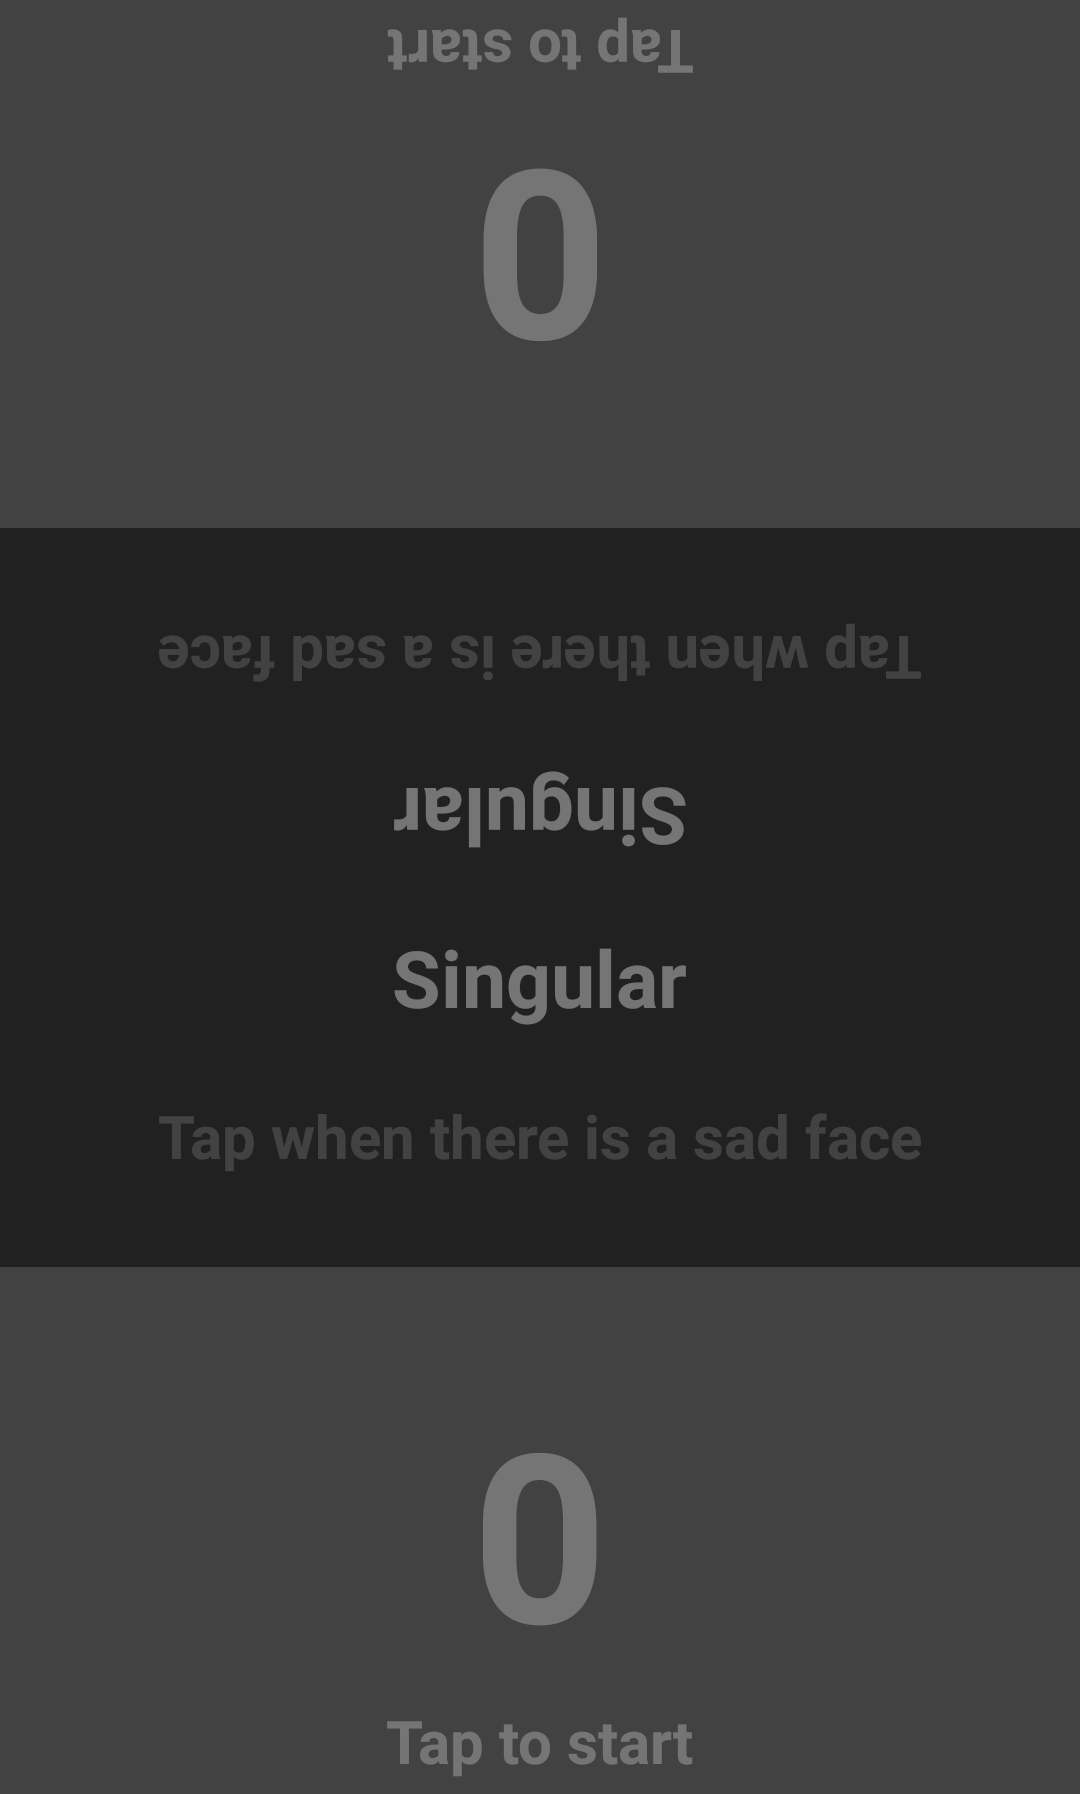 Tap to start
0
Tap when there is a sad face
Singular
Singular
Tap when there is a sad face
0
Tap to start